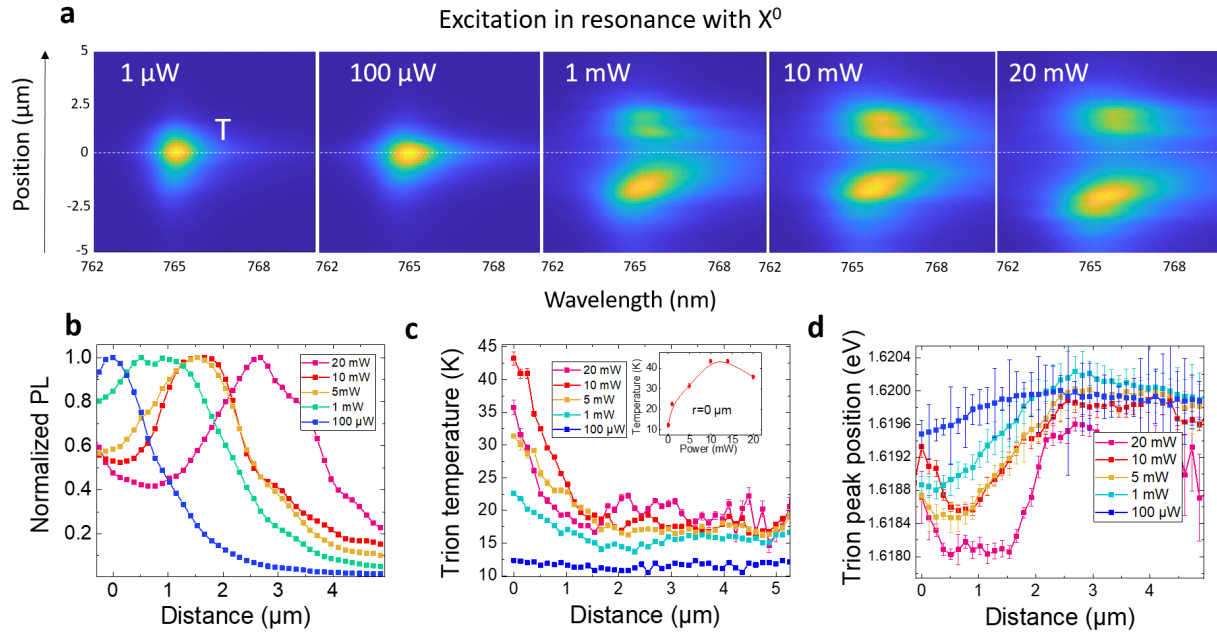 a
Excitation in resonance with X⁰
Position (µm)
5
2.5
0
-2.5
-5
1 µW
T
100 µW
1 mW
10 mW
20 mW
762 765 768 762 765 768 762 765 768 762 765 768 762 765 768
Wavelength (nm)
b
Normalized PL
1.0
0.8
0.6
0.4
0.2
20 mW
10 mW
5mW
1 mW
100 µW
0 1 2 3 4
Distance (µm)
c
Trion temperature (K)
45
40
35
30
25
20
15
10
20 mW
10 mW
5 mW
1 mW
100 µW
Temperature (K)
40
30
20
10
r=0 µm
0 10 20
Power (mW)
0 1 2 3 4 5
Distance (µm)
d
Trion peak position (eV)
1.6204
1.6200
1.6196
1.6192
1.6188
1.6184
1.6180
20 mW
10 mW
5 mW
1 mW
100 µW
0 1 2 3 4
Distance (µm)